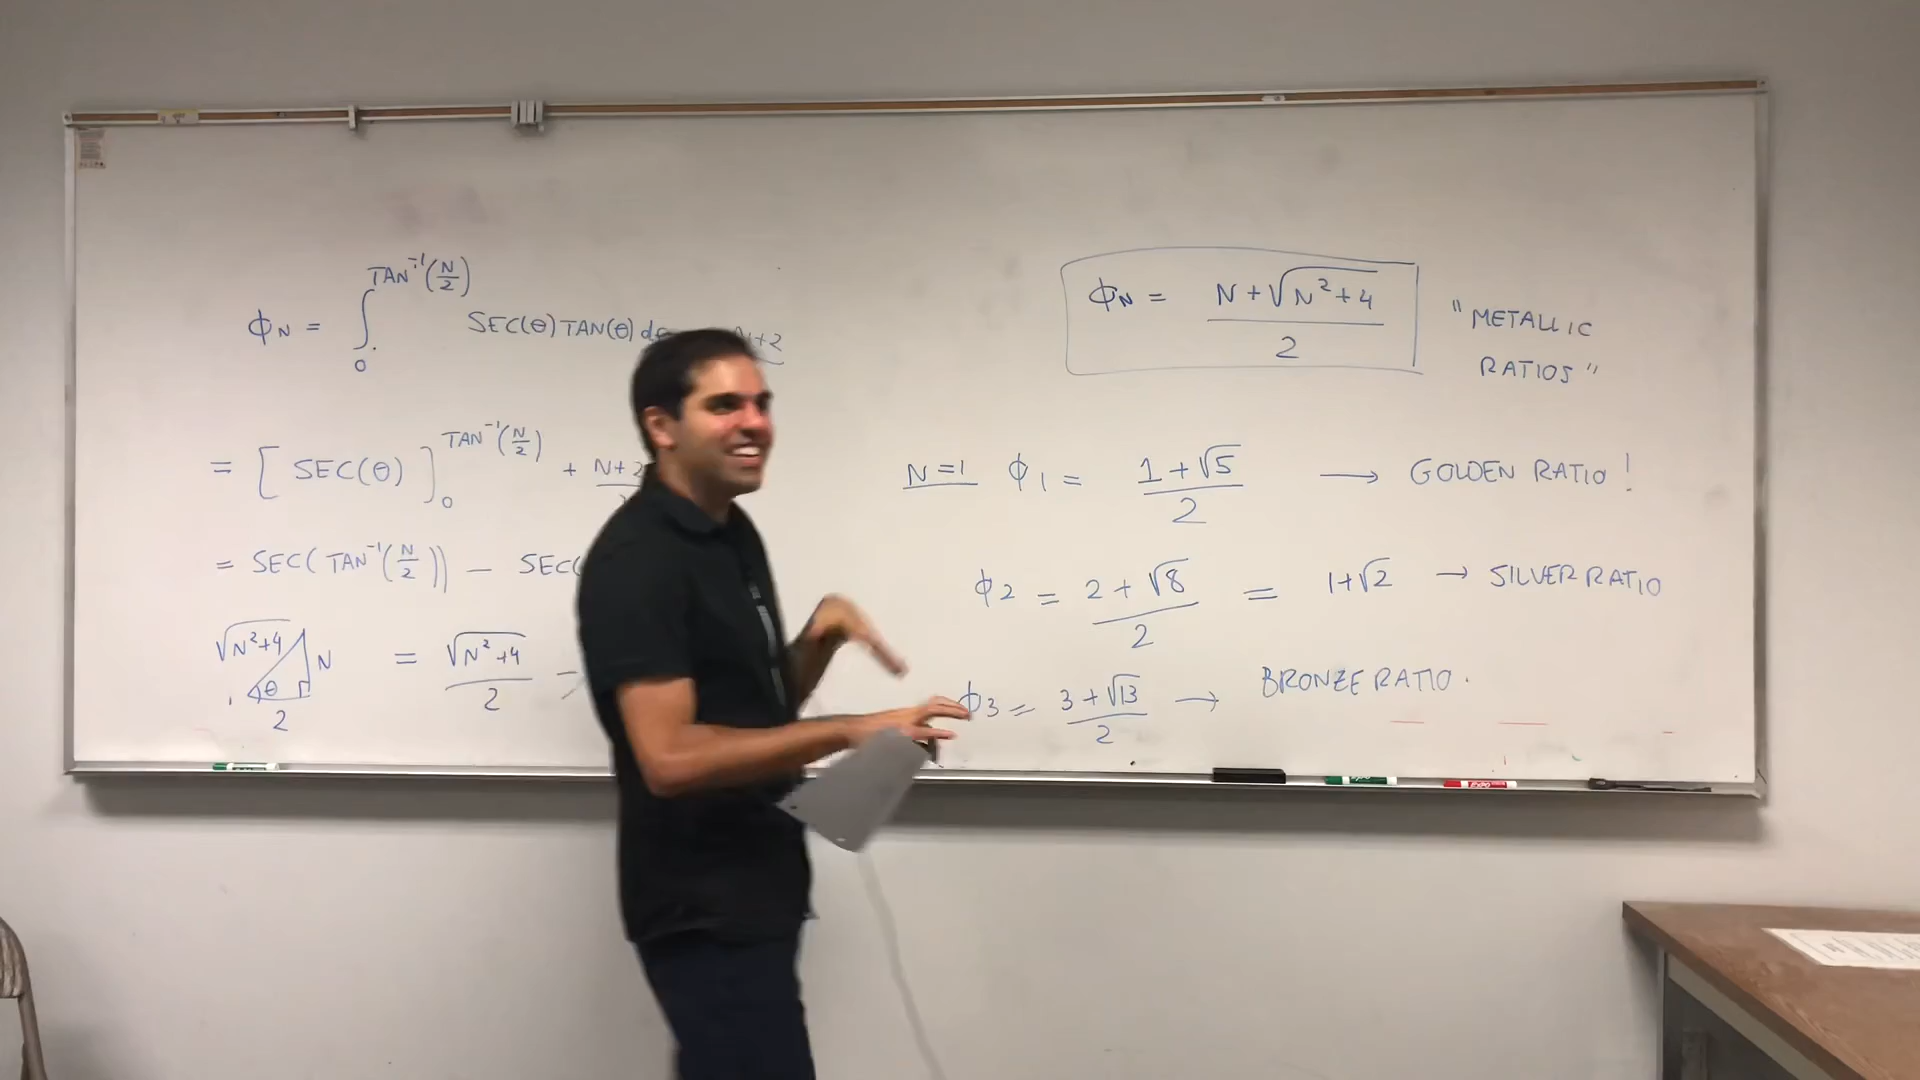 ΦN = ∫₀^TAN⁻¹(N/2) SEC(θ)TAN(θ) N+2
= [SEC(θ)]₀^TAN⁻¹(N/2) + N+2
= SEC(TAN⁻¹(N/2)) − SEC(
√N²+4 N θ 2 = √N²+4/2 −
ΦN = N+√N²+4/2
"METALLIC
RATIOS"
N=1 Φ1 = 1+√5/2 → GOLDEN RATIO!
Φ2 = 2+√8/2 = 1+√2 → SILVER RATIO
Φ3 = 3+√13/2 → BRONZE RATIO.